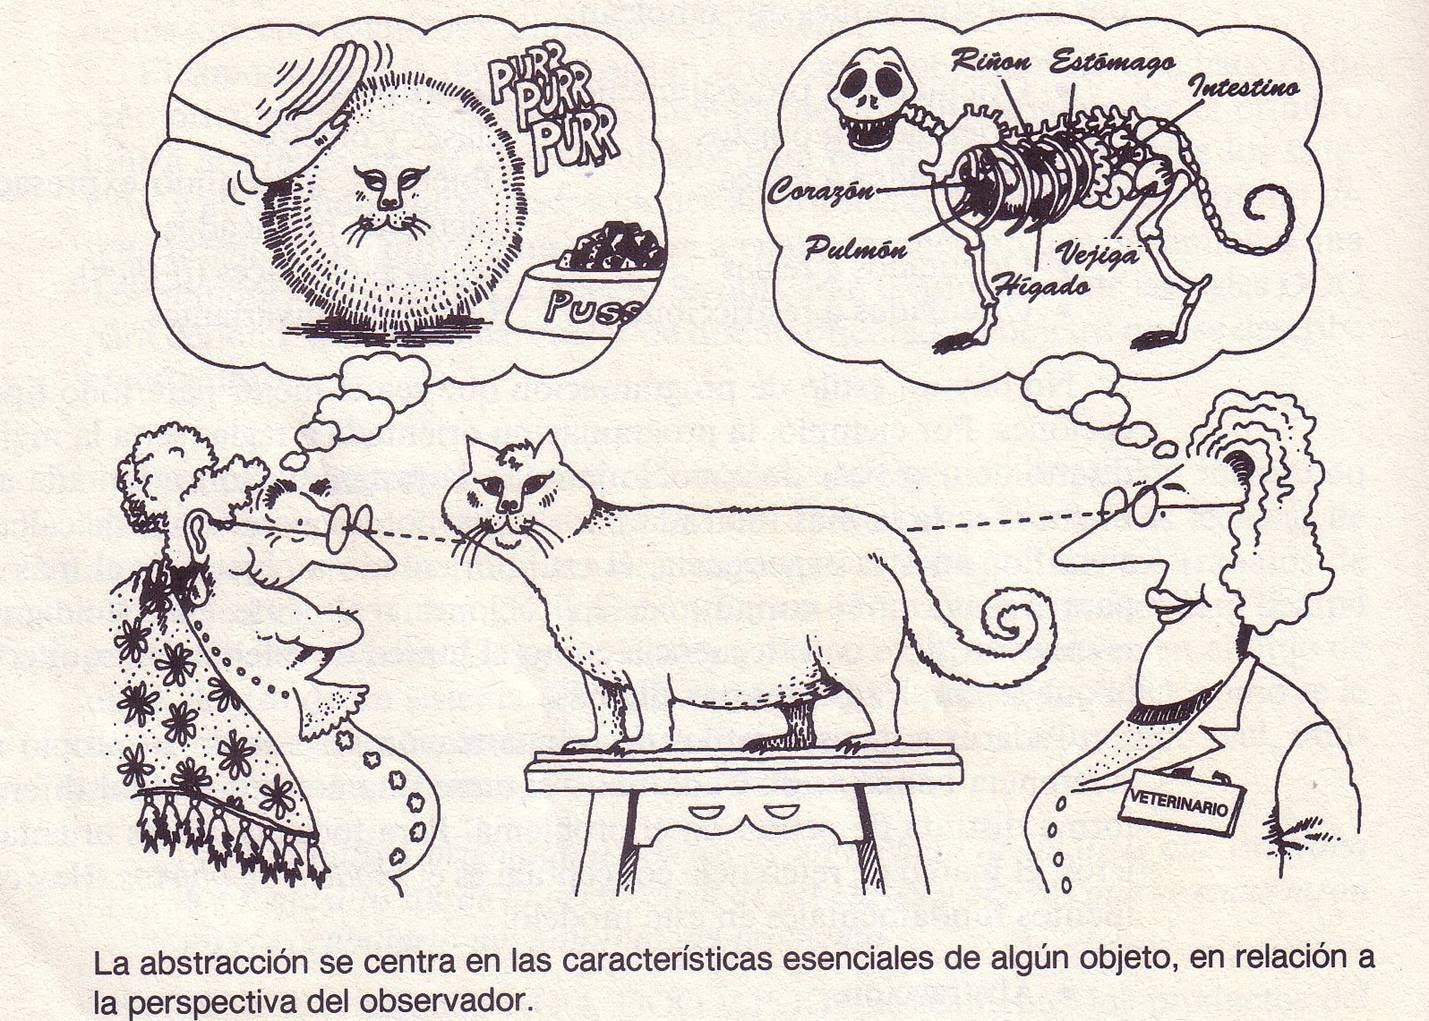 PURR
PURR
PURR
PUSS
Riñon Estómago
Intestino
Corazón
Pulmón
Vejiga
Hígado
VETERINARIO
La abstracción se centra en las características esenciales de algún objeto, en relación a
la perspectiva del observador.